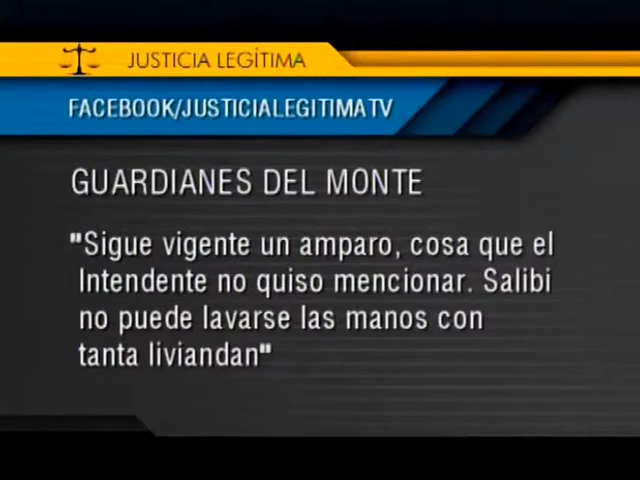 JUSTICIA LEGÍTIMA
FACEBOOK/JUSTICIALEGITIMATV
GUARDIANES DEL MONTE
"Sigue vigente un amparo, cosa que el
Intendente no quiso mencionar. Salibi
no puede lavarse las manos con
tanta liviandan"